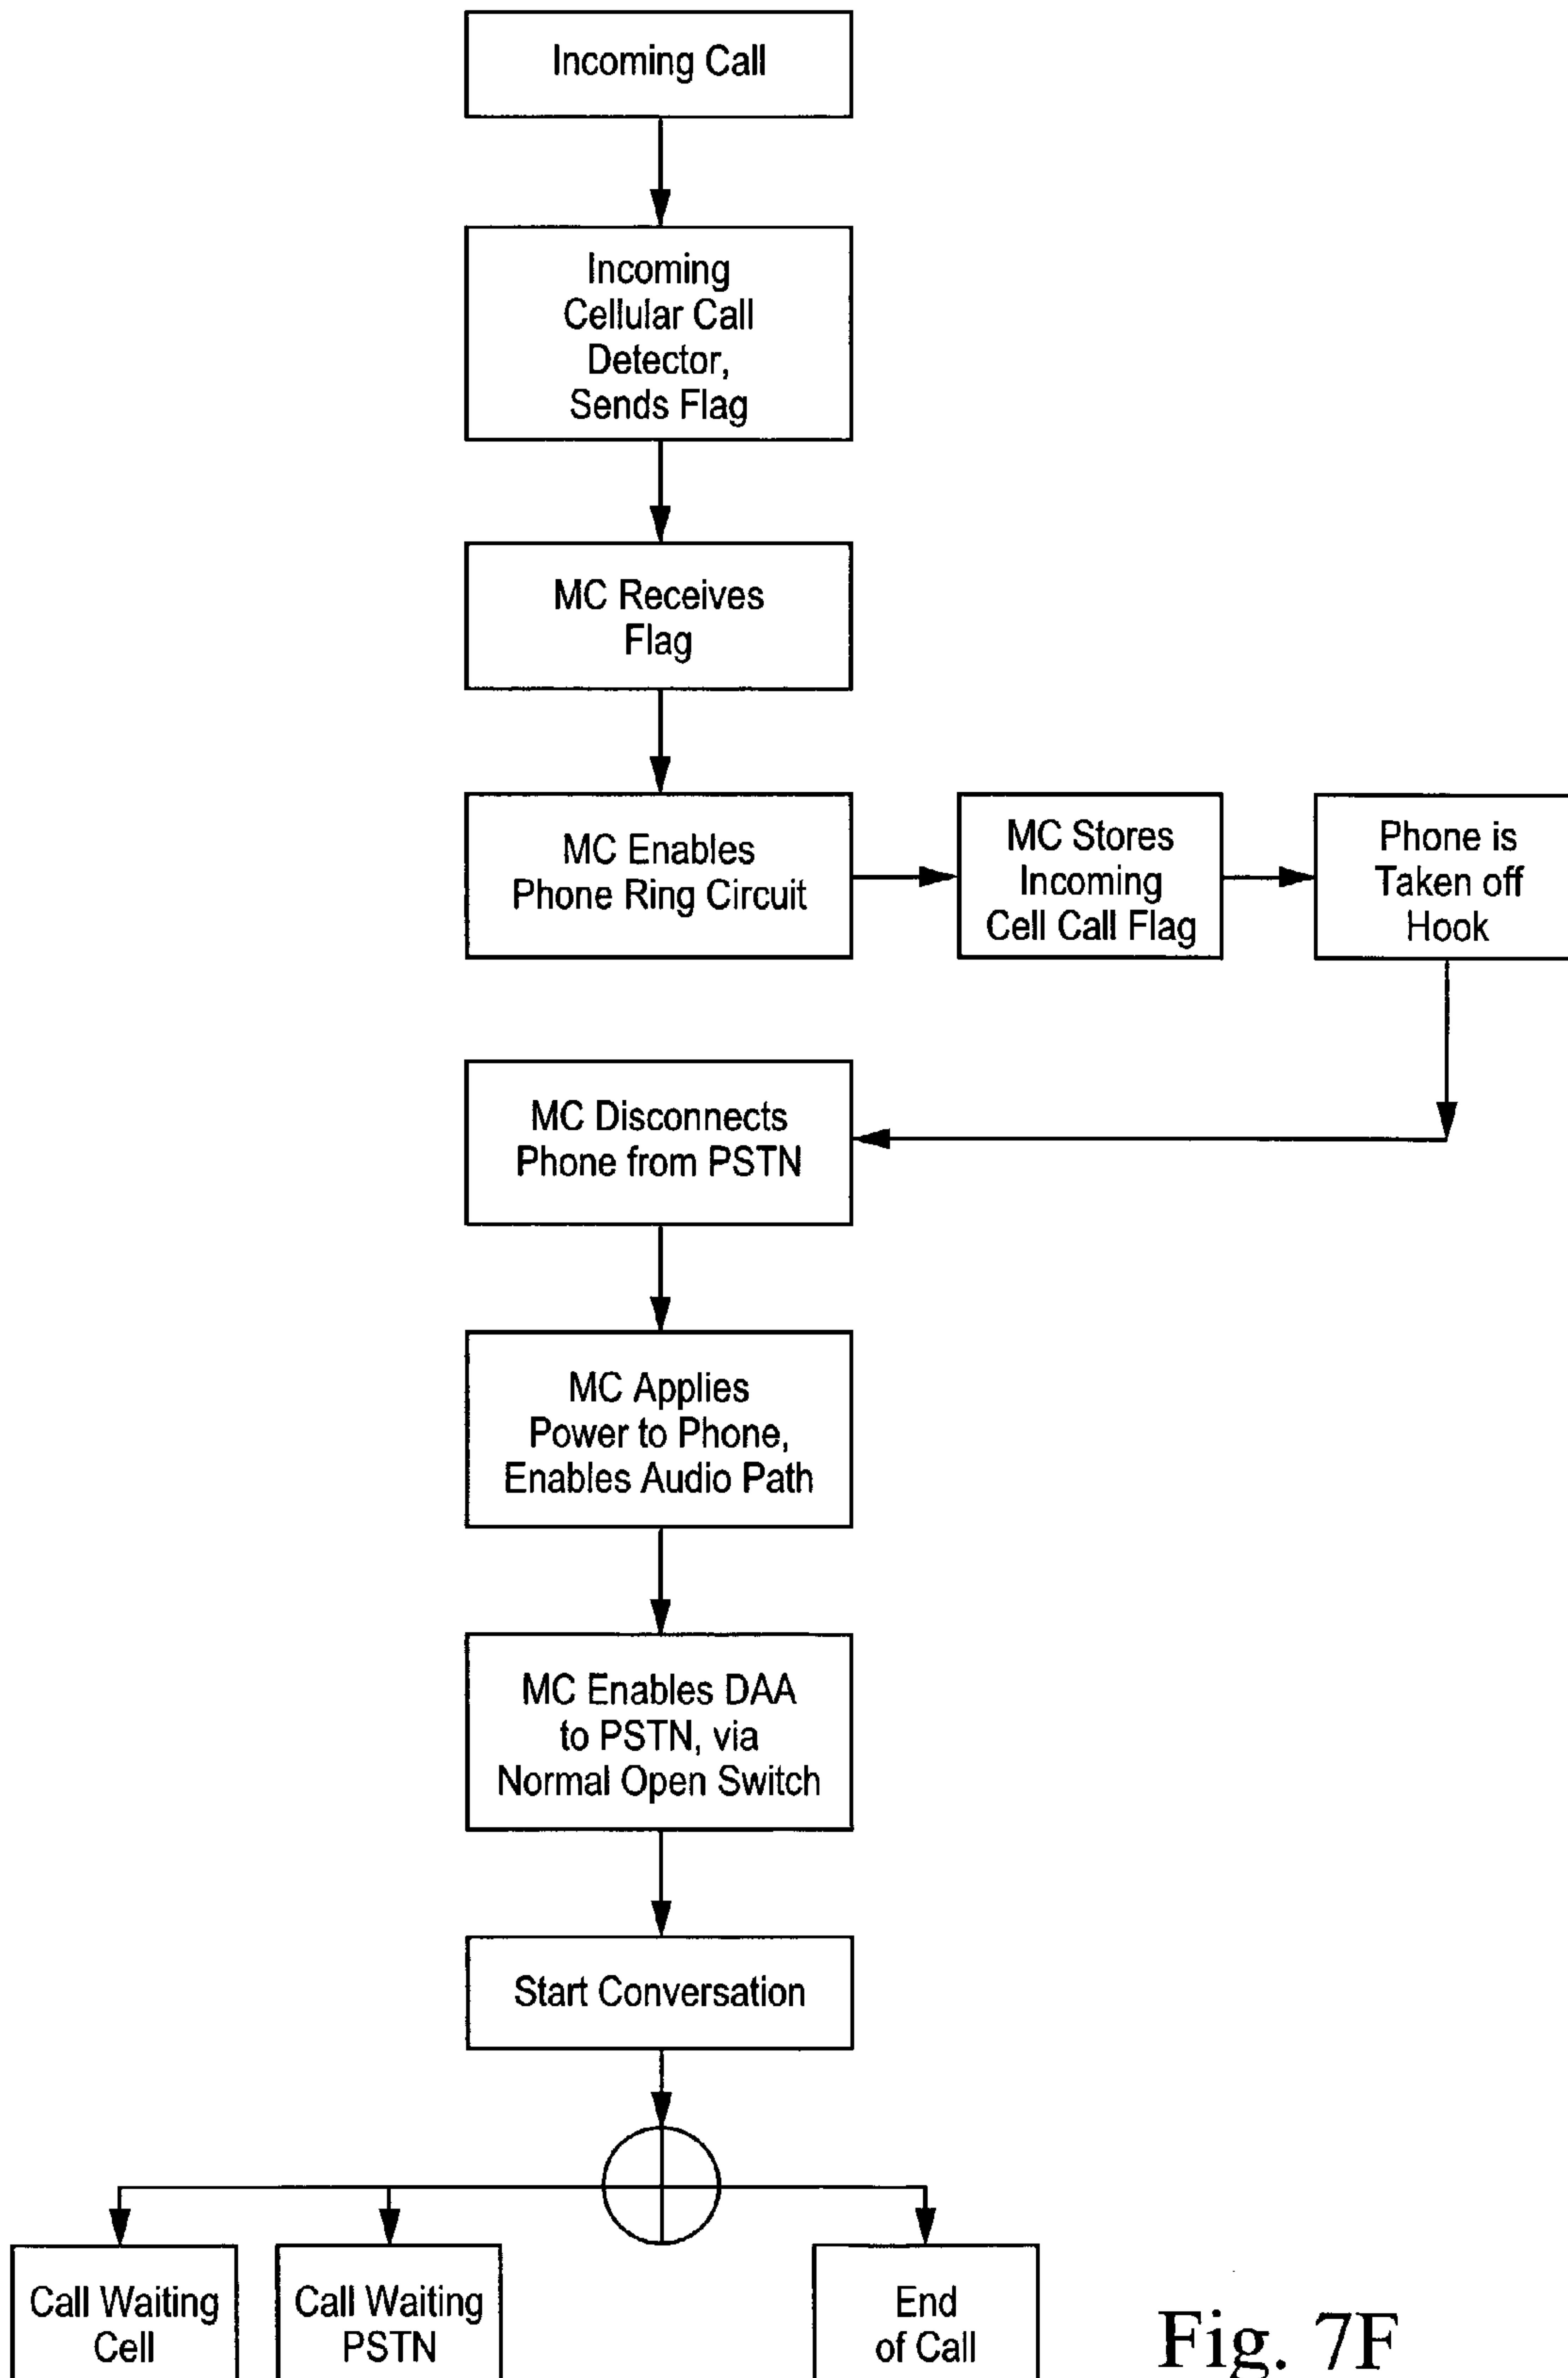 Incoming Call
Incoming
Cellular Call
Detector,
Sends Flag
MC Receives
Flag
MC Enables
Phone Ring Circuit
MC Stores
Incoming
Cell Call Flag
Phone is
Taken off
Hook
MC Disconnects
Phone from PSTN
MC Applies
Power to Phone,
Enables Audio Path
MC Enables DAA
to PSTN, via
Normal Open Switch
Start Conversation
Call Waiting
Cell
Call Waiting
PSTN
End
of Call
Fig. 7F